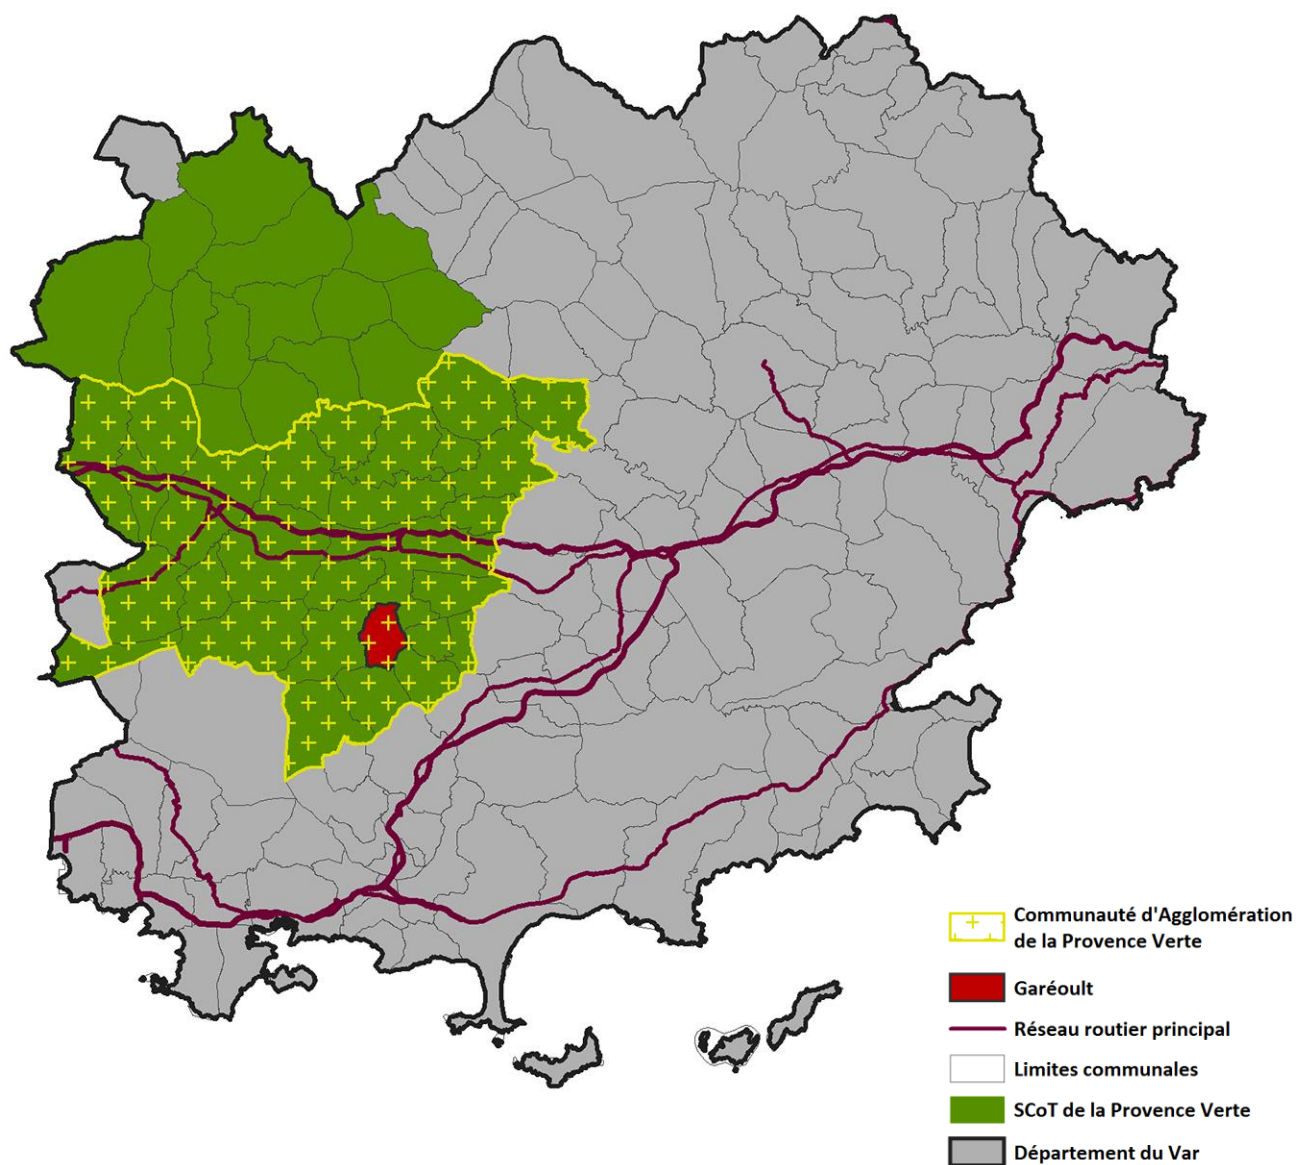 Communauté d'Agglomération
de la Provence Verte
Garéoult
Réseau routier principal
Limites communales
SCoT de la Provence Verte
Département du Var